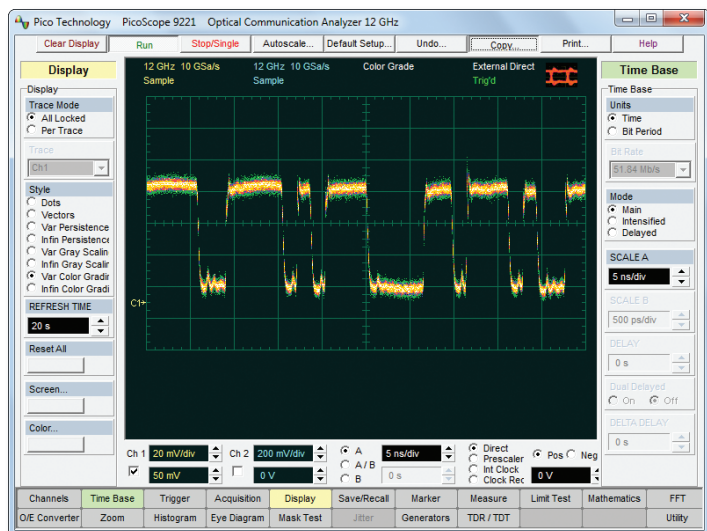 Pico Technology PicoScope 9221 Optical Communication Analyzer 12 GHz
Clear Display Run Stop/Single Autoscale... Default Setup... Undo... Copy... Print... Help
Display
Display
Trace Mode
All Locked
Per Trace
Trace
Ch1
Style
Dots
Vectors
Var Persistence
Infin Persistence
Var Gray Scalin
Infin Gray Scalir
Var Color Gradir
Infin Color Gradi
REFRESH TIME
20 s
Reset All
Screen...
Color...
12 GHz 10 GSa/s 12 GHz 10 GSa/s Color Grade External Direct
Sample Sample Trig'd
C1+
Time Base
Time Base
Units
Time
Bit Period
Bit Rate
51.84 Mb/s
Mode
Main
Intensified
Delayed
SCALE A
5 ns/div
SCALE B
500 ps/div
DELAY
0 s
Dual Delayed
On Off
DELTA DELAY
0 s
Ch 1 20 mV/div Ch 2 200 mV/div A 5 ns/div Direct Pos Neg
A/B Prescaler
50 mV 0 V B 0 s Int Clock 0 V
Clock Rec
Channels Time Base Trigger Acquisition Display Save/Recall Marker Measure Limit Test Mathematics FFT
O/E Converter Zoom Histogram Eye Diagram Mask Test Jitter Generators TDR / TDT Utility